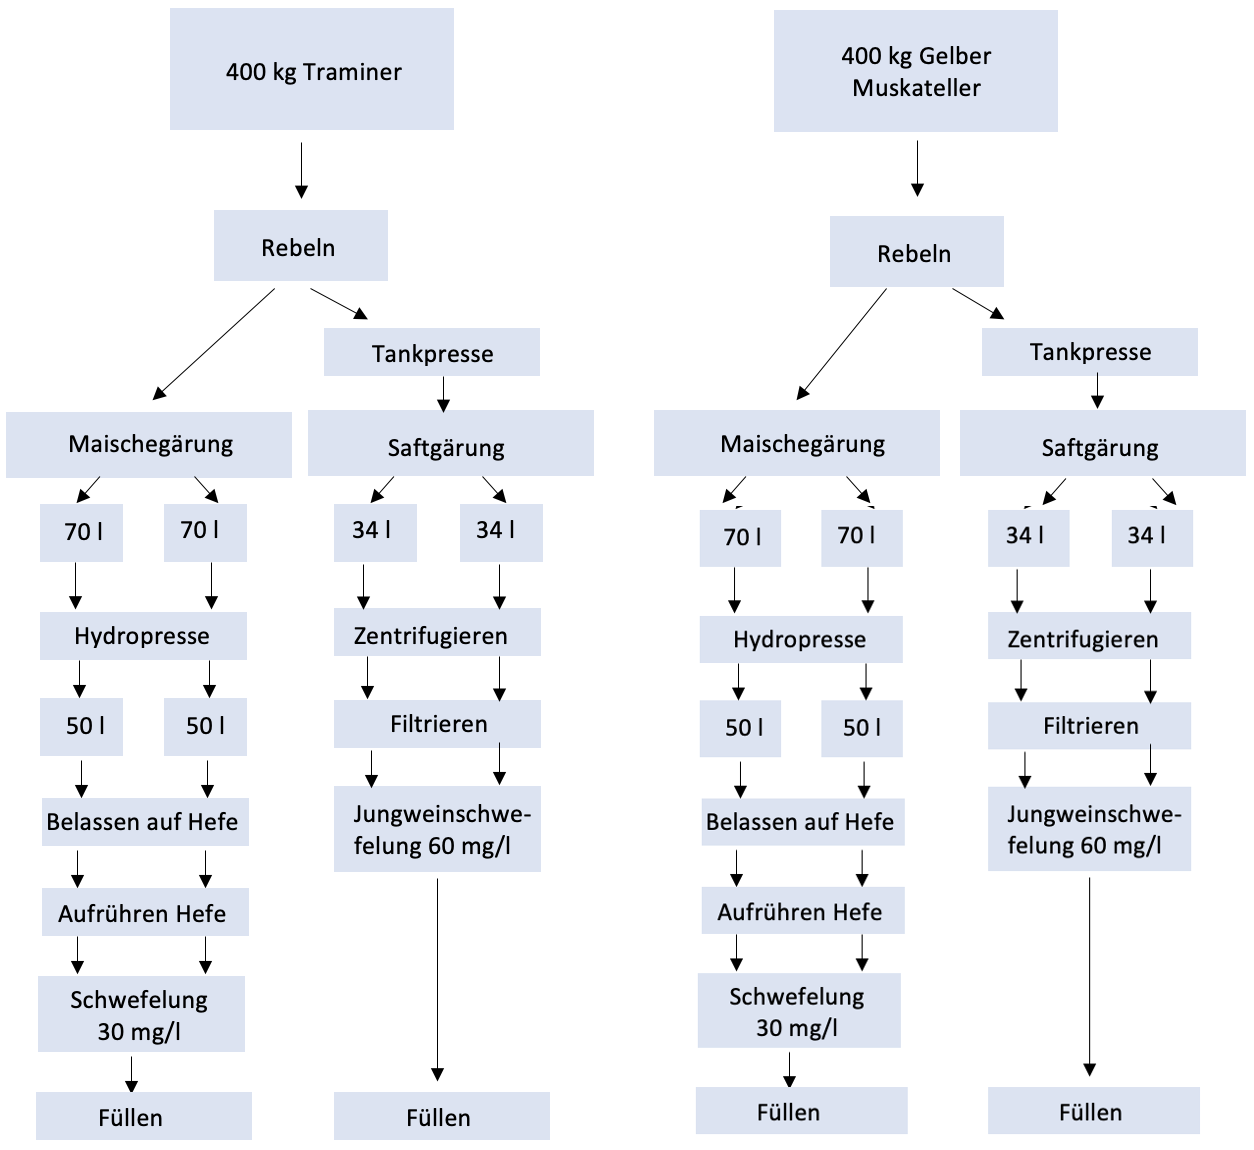 400 kg Traminer
Rebeln
Tankpresse
Maischegärung
Saftgärung
70 l
70 l
34 l
34 l
Hydropresse
Zentrifugieren
50 l
50 l
Filtrieren
Belassen auf Hefe
Jungweinschwe-
felung 60 mg/l
Aufrühren Hefe
Schwefelung
30 mg/l
Füllen
Füllen
400 kg Gelber
Muskateller
Rebeln
Tankpresse
Maischegärung
Saftgärung
70 l
70 l
34 l
34 l
Hydropresse
Zentrifugieren
50 l
50 l
Filtrieren
Belassen auf Hefe
Jungweinschwe-
felung 60 mg/l
Aufrühren Hefe
Schwefelung
30 mg/l
Füllen
Füllen